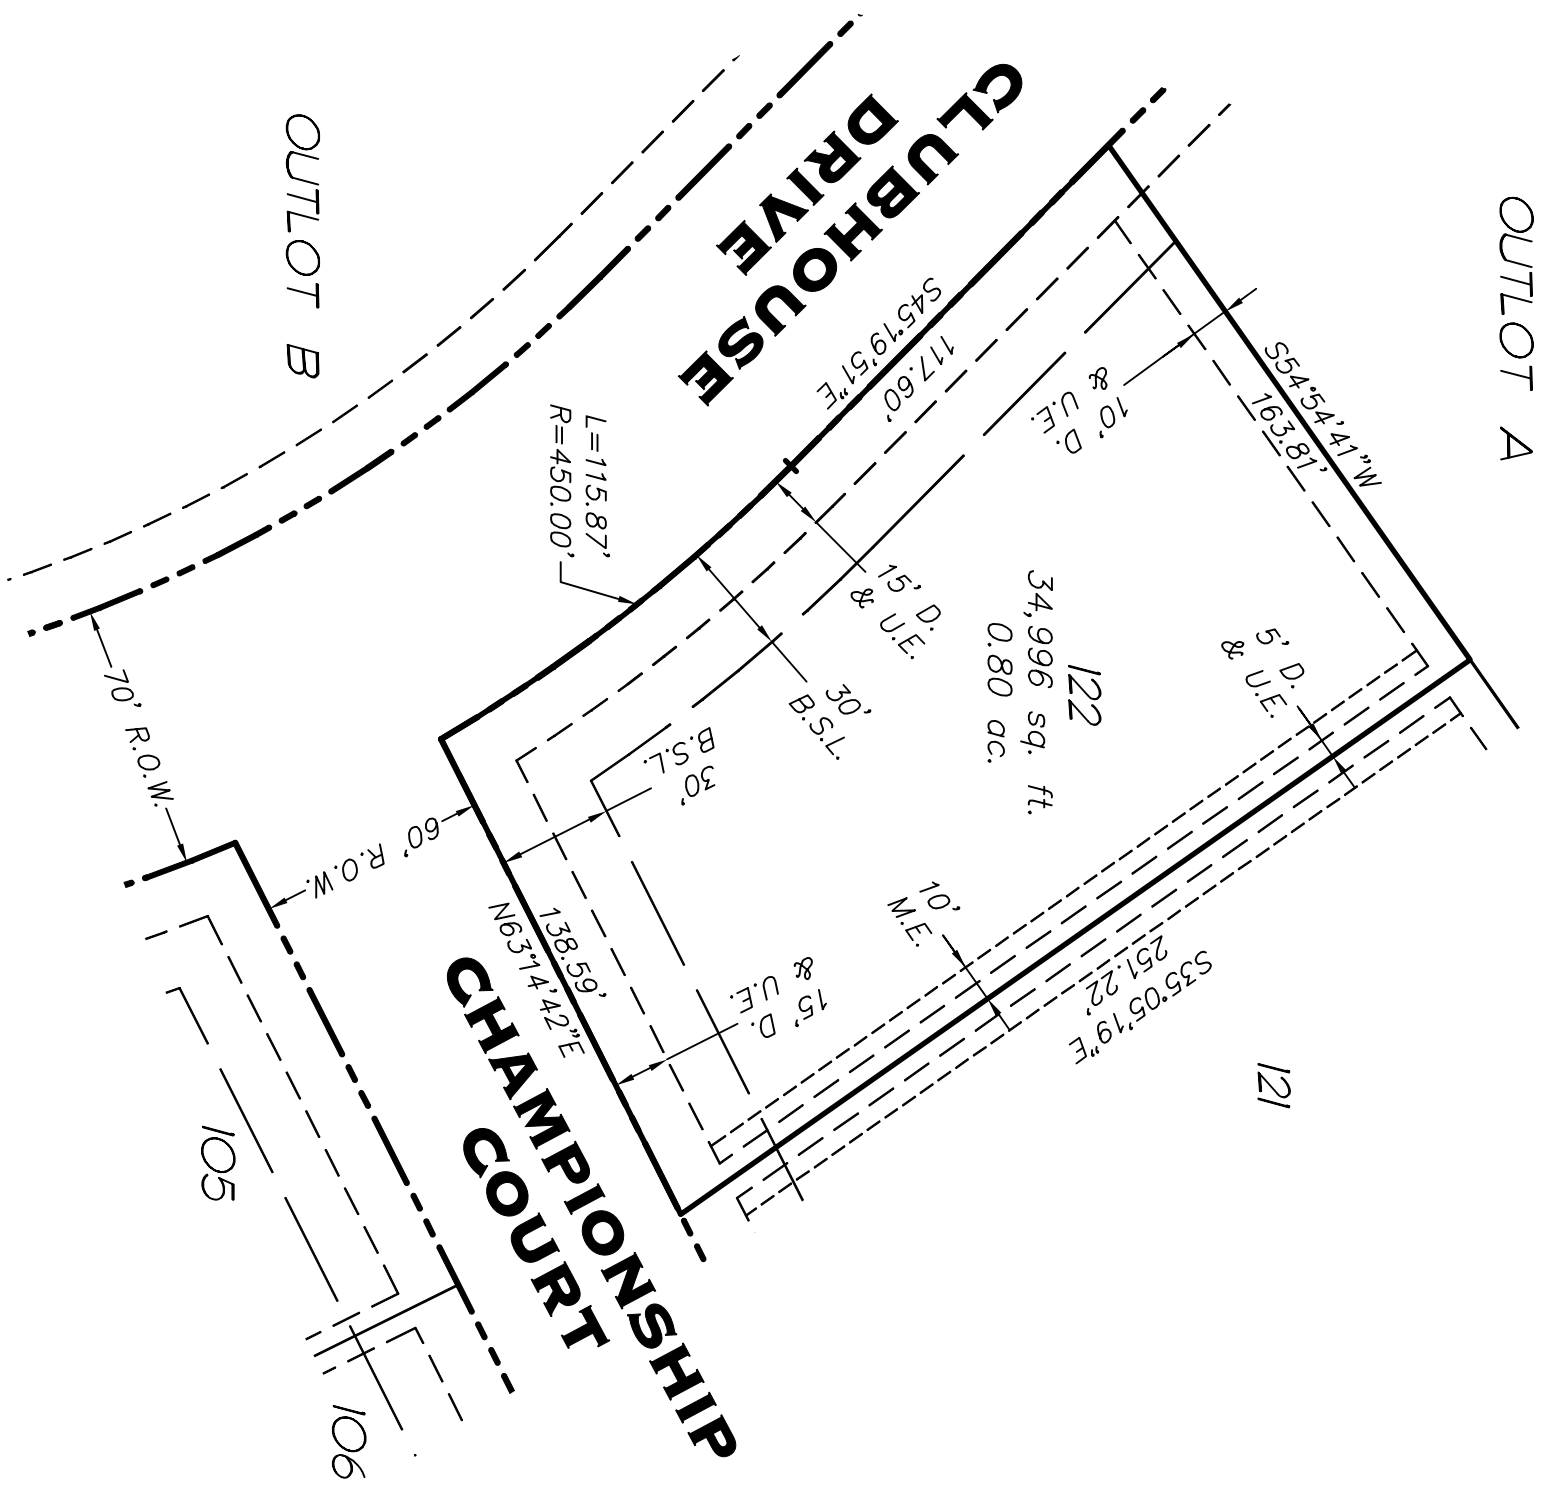 OUTLOT A
OUTLOT B
CLUBHOUSE
DRIVE
S45°19'51"E
117.60'
S54°54'41"W
163.81'
10' D.
& U.E.
L=115.87'
R=450.00'
15' D.
& U.E.
30'
B.S.L.
122
34,996 sq. ft.
0.80 ac.
5' D.
& U.E.
30'
B.S.L.
70' R.O.W.
60' R.O.W.
10'
M.E.
S35°05'19"E
251.22'
138.59'
N63°14'42"E
15' D.
& U.E.
121
CHAMPIONSHIP
COURT
105
106